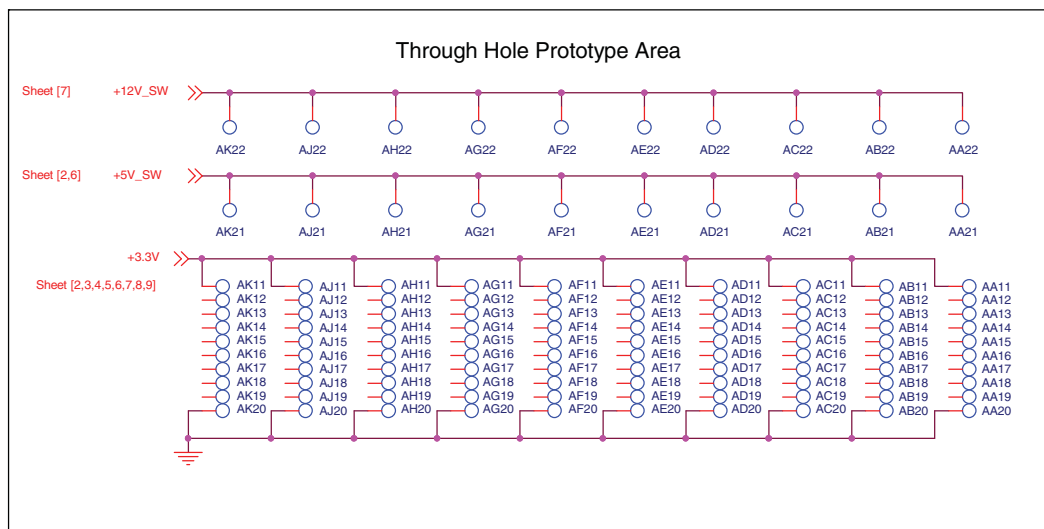 Through Hole Prototype Area
Sheet [7] +12V_SW
AK22 AJ22 AH22 AG22 AF22 AE22 AD22 AC22 AB22 AA22
Sheet [2,6] +5V_SW
AK21 AJ21 AH21 AG21 AF21 AE21 AD21 AC21 AB21 AA21
+3.3V
Sheet [2,3,4,5,6,7,8,9]
AK11 AJ11 AH11 AG11 AF11 AE11 AD11 AC11 AB11 AA11
AK12 AJ12 AH12 AG12 AF12 AE12 AD12 AC12 AB12 AA12
AK13 AJ13 AH13 AG13 AF13 AE13 AD13 AC13 AB13 AA13
AK14 AJ14 AH14 AG14 AF14 AE14 AD14 AC14 AB14 AA14
AK15 AJ15 AH15 AG15 AF15 AE15 AD15 AC15 AB15 AA15
AK16 AJ16 AH16 AG16 AF16 AE16 AD16 AC16 AB16 AA16
AK17 AJ17 AH17 AG17 AF17 AE17 AD17 AC17 AB17 AA17
AK18 AJ18 AH18 AG18 AF18 AE18 AD18 AC18 AB18 AA18
AK19 AJ19 AH19 AG19 AF19 AE19 AD19 AC19 AB19 AA19
AK20 AJ20 AH20 AG20 AF20 AE20 AD20 AC20 AB20 AA20